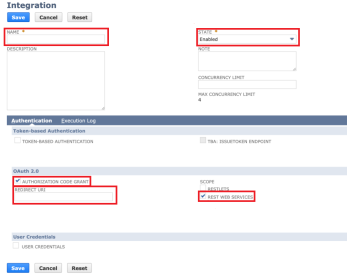 Integration
Save Cancel Reset
NAME * STATE *
Enabled
DESCRIPTION NOTE
CONCURRENCY LIMIT
MAX CONCURRENCY LIMIT
4
Authentication Execution Log
Token-based Authentication
TOKEN-BASED AUTHENTICATION TBA: ISSUETOKEN ENDPOINT
OAuth 2.0
AUTHORIZATION CODE GRANT SCOPE
REDIRECT URI RESTLETS
REST WEB SERVICES
User Credentials
USER CREDENTIALS
Save Cancel Reset